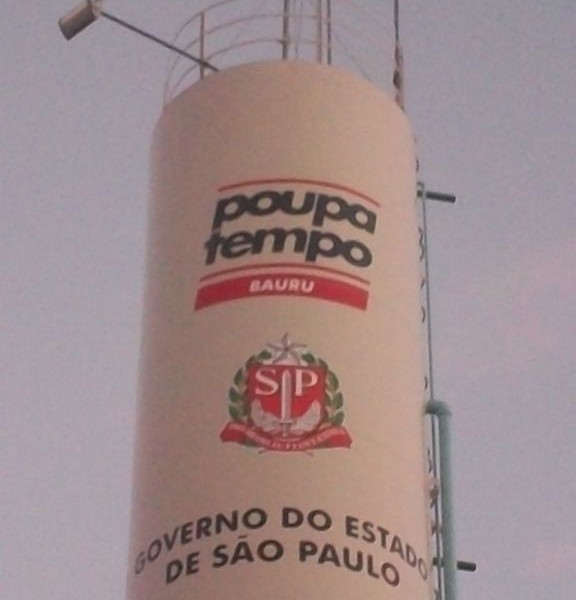 poupa
tempo
BAURU
SP
GOVERNO DO ESTADO
DE SÃO PAULO